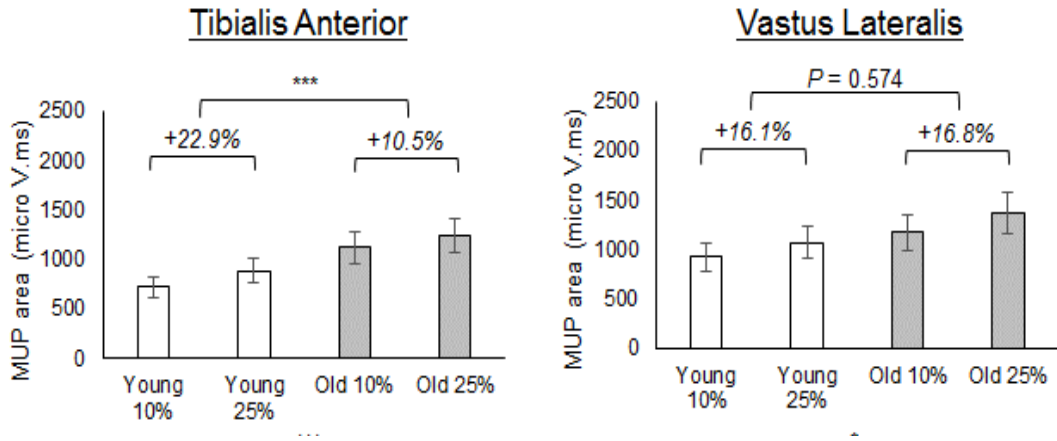 Tibialis Anterior
***
+22.9%
+10.5%
MUP area (micro V.ms)
2500
2000
1500
1000
500
0
Young 10%
Young 25%
Old 10%
Old 25%
Vastus Lateralis
P = 0.574
+16.1%
+16.8%
MUP area (micro V.ms)
2500
2000
1500
1000
500
0
Young 10%
Young 25%
Old 10%
Old 25%